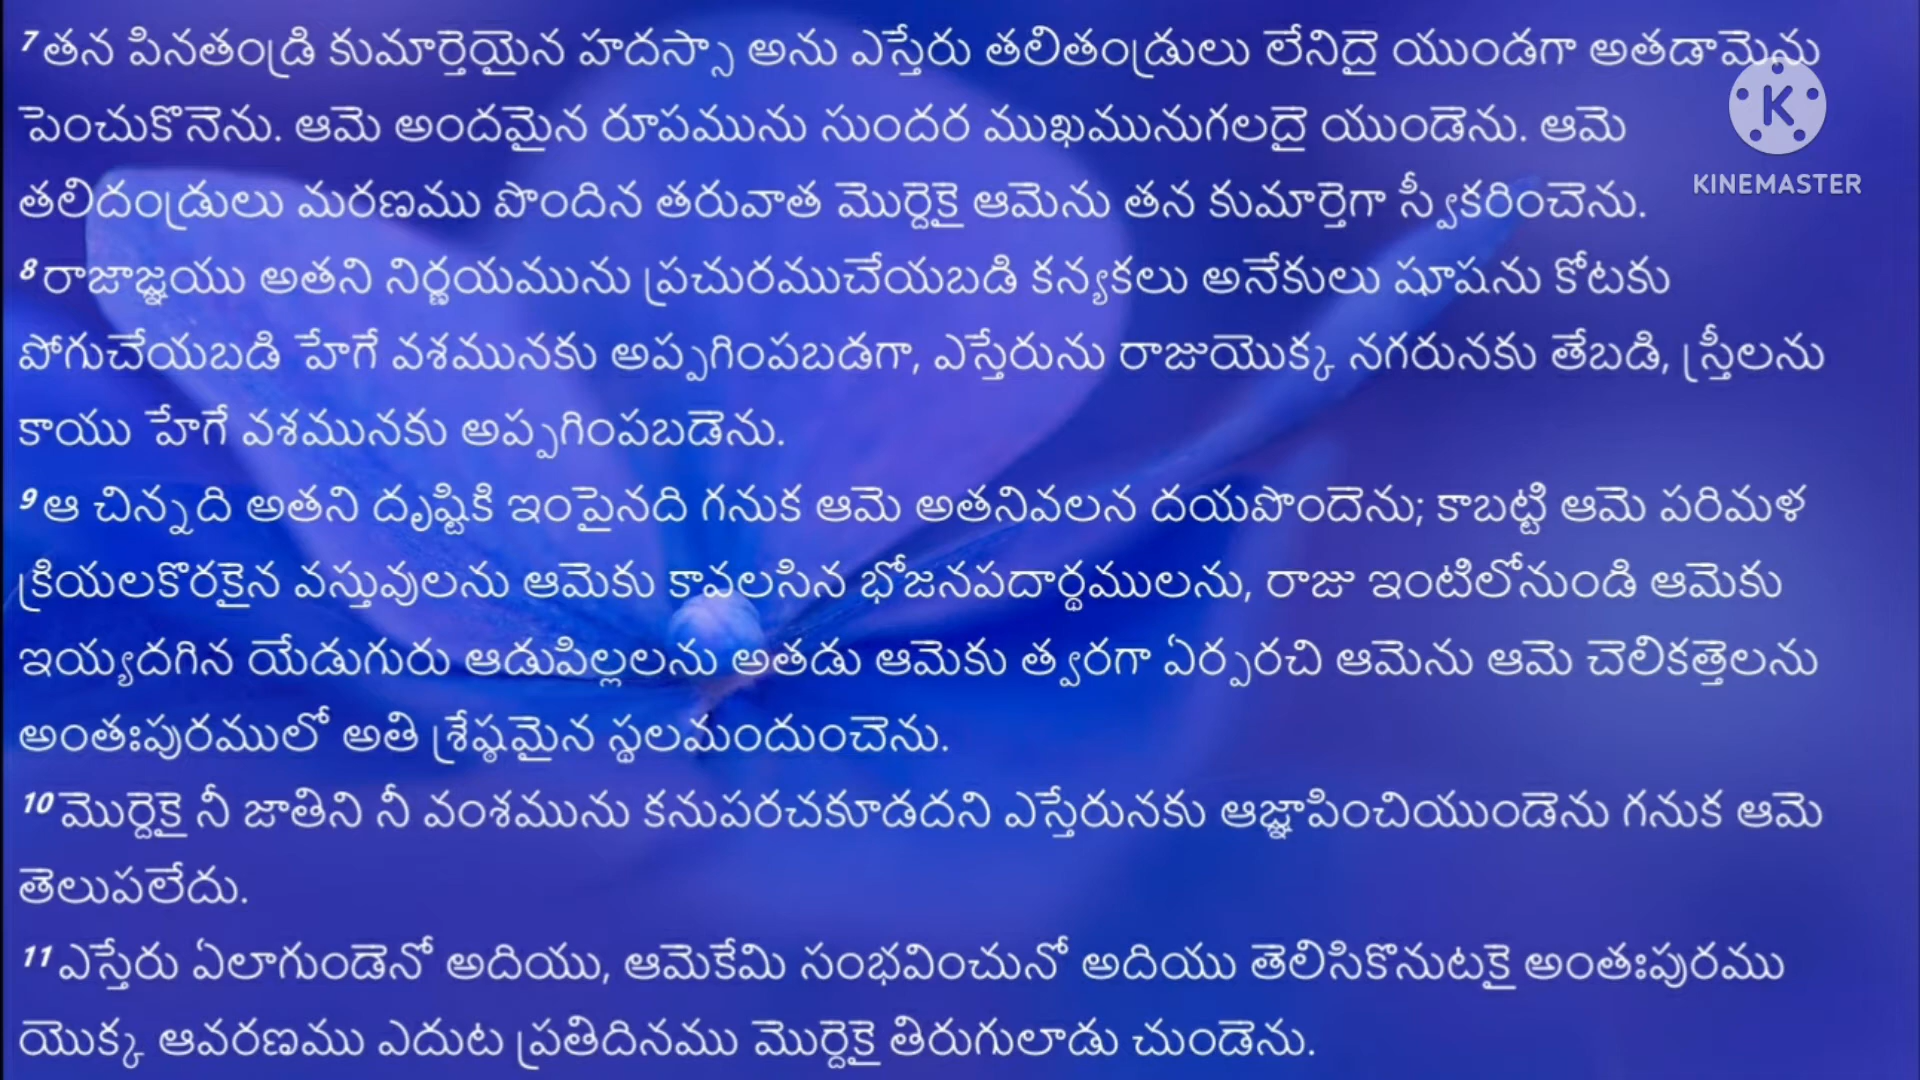 7 తన పినతండ్రి కుమార్తెయైన హదస్సా అను ఎస్తేరు తలితండ్రులు లేనిదై యుండగా అతడామెను
పెంచుకొనెను. ఆమె అందమైన రూపమును సుందర ముఖమునుగలదై యుండెను. ఆమె
తలిదండ్రులు మరణము పొందిన తరువాత మొర్దెకై ఆమెను తన కుమార్తెగా స్వీకరించెను.
8 రాజాజ్ఞయు అతని నిర్ణయమును ప్రచురముచేయబడి కన్యకలు అనేకులు షూషను కోటకు
పోగుచేయబడి హేగే వశమునకు అప్పగింపబడగా, ఎస్తేరును రాజుయొక్క నగరునకు తేబడి, స్త్రీలను
కాయు హేగే వశమునకు అప్పగింపబడెను.
9 ఆ చిన్నది అతని దృష్టికి ఇంపైనది గనుక ఆమె అతనివలన దయపొందెను; కాబట్టి ఆమె పరిమళ
క్రియలకొరకైన వస్తువులను ఆమెకు కావలసిన భోజనపదార్థములను, రాజు ఇంటిలోనుండి ఆమెకు
ఇయ్యదగిన యేడుగురు ఆడుపిల్లలను అతడు ఆమెకు త్వరగా ఏర్పరచి ఆమెను ఆమె చెలికత్తెలను
అంతఃపురములో అతి శ్రేష్ఠమైన స్థలమందుంచెను.
10 మొర్దెకై నీ జాతిని నీ వంశమును కనుపరచకూడదని ఎస్తేరునకు ఆజ్ఞాపించియుండెను గనుక ఆమె
తెలుపలేదు.
11 ఎస్తేరు ఏలాగుండెనో అదియు, ఆమెకేమి సంభవించునో అదియు తెలిసికొనుటకై అంతఃపురము
యొక్క ఆవరణము ఎదుట ప్రతిదినము మొర్దెకై తిరుగులాడు చుండెను.
K
KINEMASTER